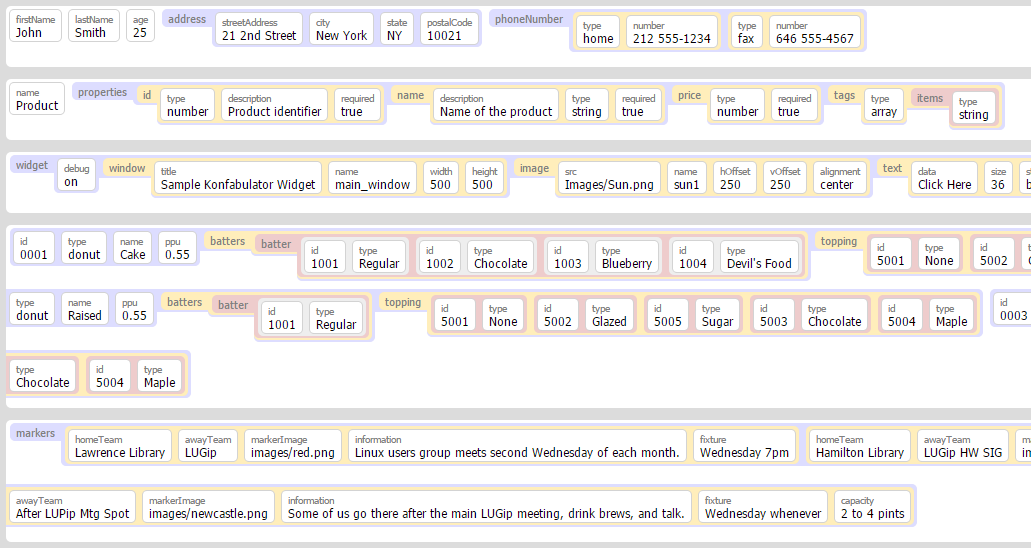 firstName lastName age address streetAddress city state postalCode phoneNumber type number type number
John Smith 25 21 2nd Street New York NY 10021 home 212 555-1234 fax 646 555-4567
name properties id type description required name description type required price type required tags type items type
Product number Product identifier true Name of the product string true number true array string
widget debug window title name width height image src name hOffset vOffset alignment text data size
on Sample Konfabulator Widget main_window 500 500 Images/Sun.png sun1 250 250 center Click Here 36
id type name ppu batters batter id type id type id type id type topping id type id
0001 donut Cake 0.55 1001 Regular 1002 Chocolate 1003 Blueberry 1004 Devil's Food 5001 None 5002
type name ppu batters batter id type topping id type id type id type id type id type id
donut Raised 0.55 1001 Regular 5001 None 5002 Glazed 5005 Sugar 5003 Chocolate 5004 Maple 0003
type id type
Chocolate 5004 Maple
markers homeTeam awayTeam markerImage information fixture homeTeam awayTeam
Lawrence Library LUGip images/red.png Linux users group meets second Wednesday of each month. Wednesday 7pm Hamilton Library LUGip HW SIG
awayTeam markerImage information fixture capacity
After LUPip Mtg Spot images/newcastle.png Some of us go there after the main LUGip meeting, drink brews, and talk. Wednesday whenever 2 to 4 pints